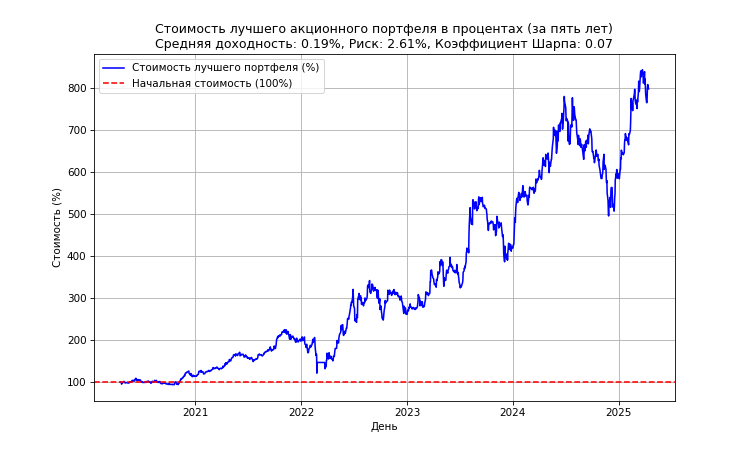 Стоимость лучшего акционного портфеля в процентах (за пять лет)
Средняя доходность: 0.19%, Риск: 2.61%, Коэффициент Шарпа: 0.07
Стоимость лучшего портфеля (%)
Начальная стоимость (100%)
Стоимость (%)
800
700
600
500
400
300
200
100
2021
2022
2023
2024
2025
День